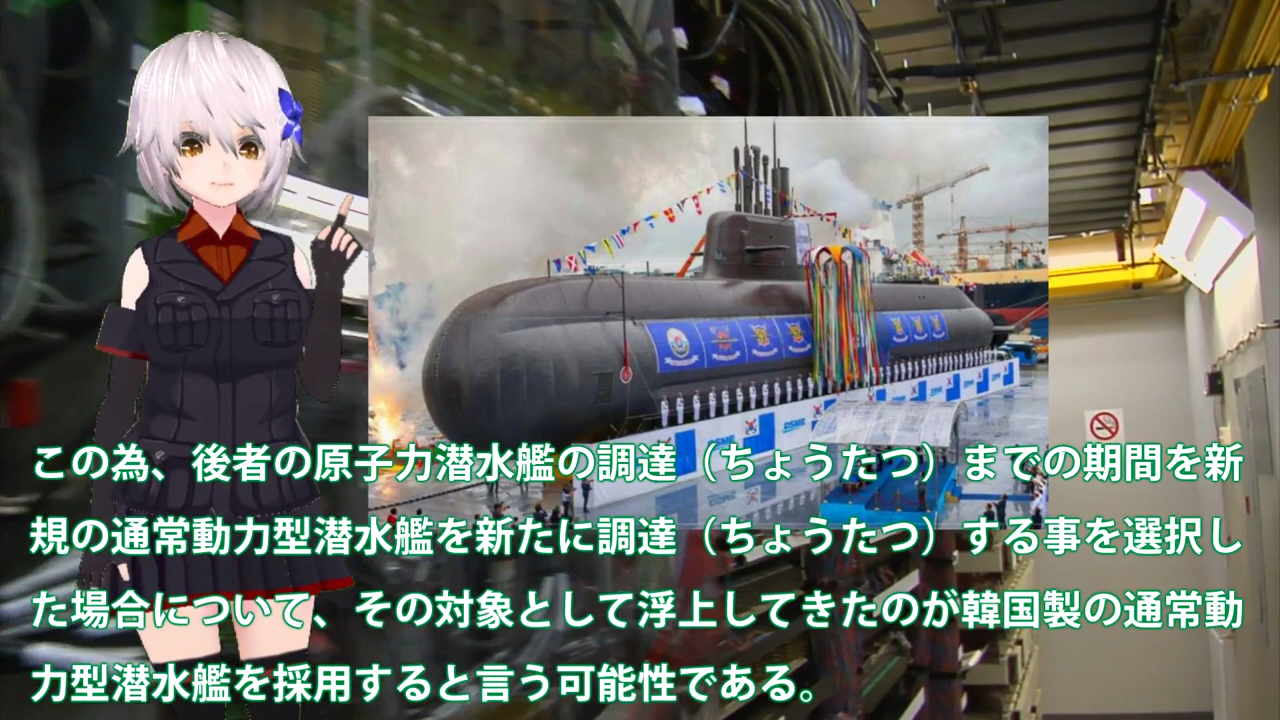 DSME
DSME
この為、後者の原子力潜水艦の調達（ちょうたつ）までの期間を新
規の通常動力型潜水艦を新たに調達（ちょうたつ）する事を選択し
た場合について、その対象として浮上してきたのが韓国製の通常動
力型潜水艦を採用すると言う可能性である。